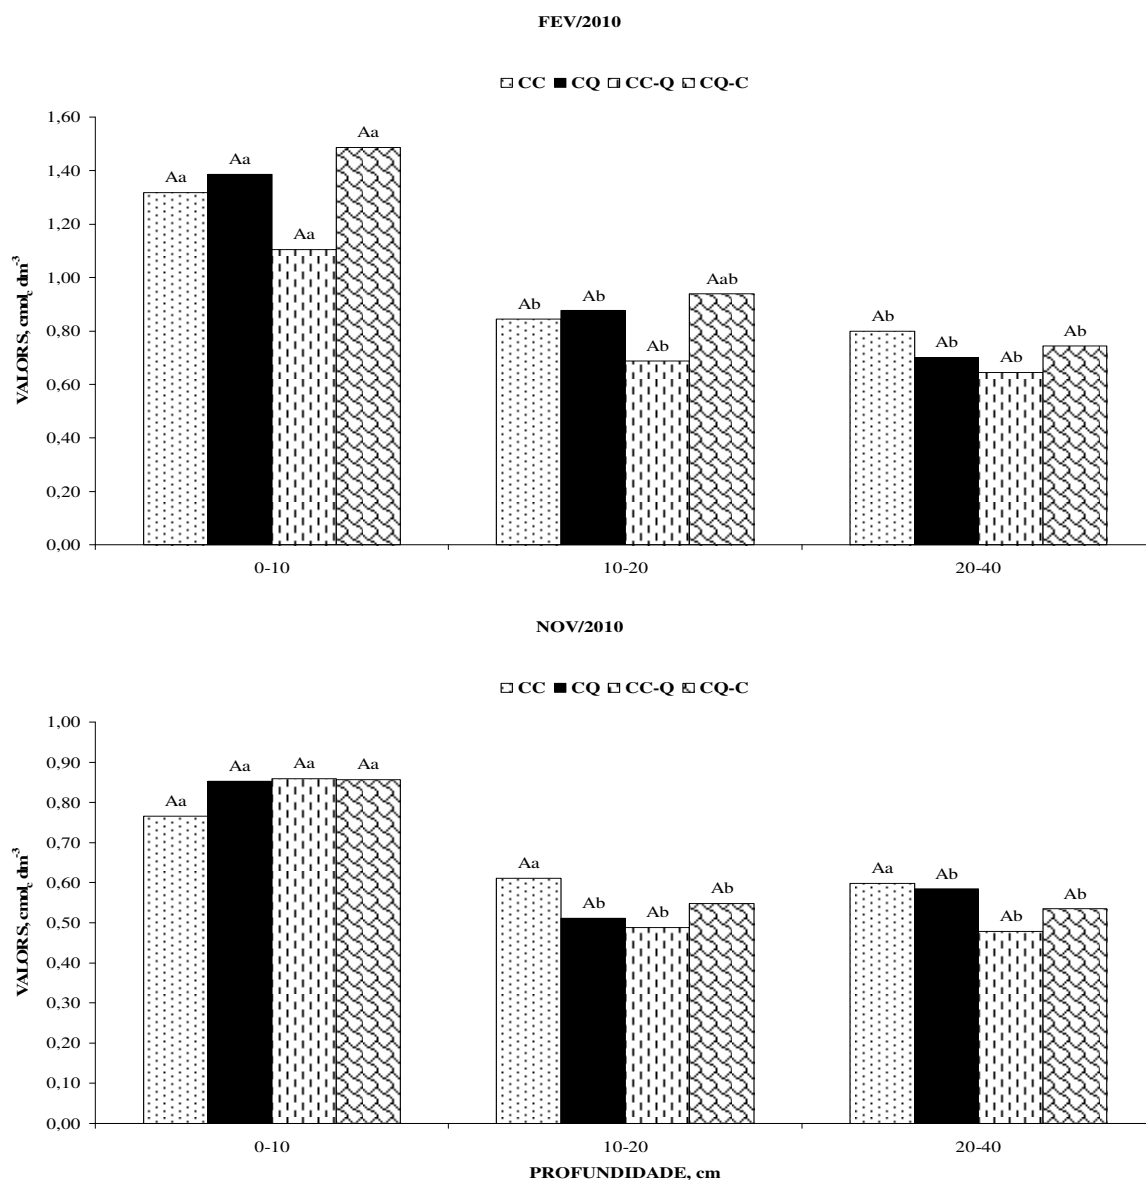 FEV/2010
CC CQ CC-Q CQ-C
VALORS, cmolc dm-3
1,60
1,40
1,20
1,00
0,80
0,60
0,40
0,20
0,00
Aa Aa Aa Aa
Ab Ab Ab Aab
Ab Ab Ab Ab
0-10 10-20 20-40
NOV/2010
CC CQ CC-Q CQ-C
VALORS, cmolc dm-3
1,00
0,90
0,80
0,70
0,60
0,50
0,40
0,30
0,20
0,10
0,00
Aa Aa Aa Aa
Aa Ab Ab Ab
Aa Ab Ab Ab
0-10 10-20 20-40
PROFUNDIDADE, cm